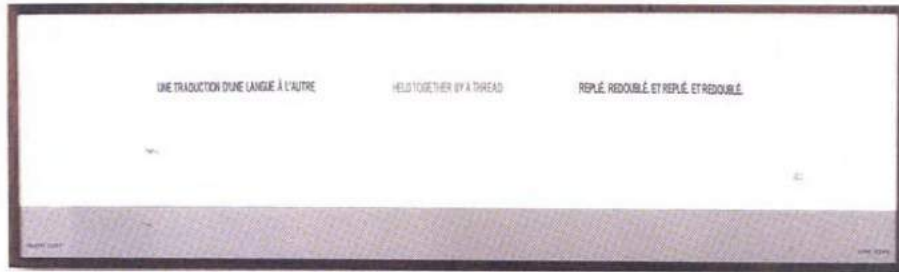 UNE TRADUCTION D'UNE LANGUE À L'AUTRE
HELD TOGETHER BY A THREAD
REPLIÉ, REDOUBLÉ, ET REPLIÉ, ET REDOUBLÉ.